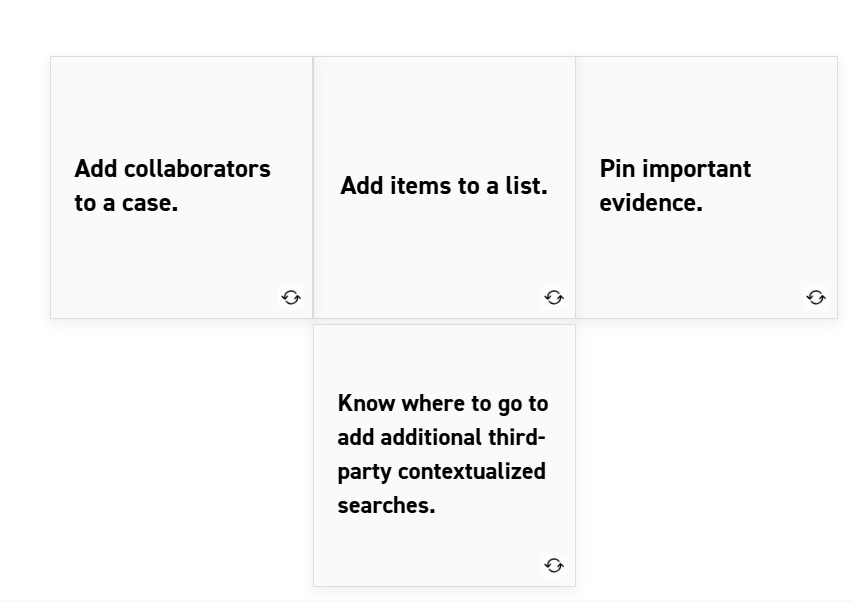 Add collaborators
to a case.
Add items to a list.
Pin important
evidence.
Know where to go to
add additional third-
party contextualized
searches.